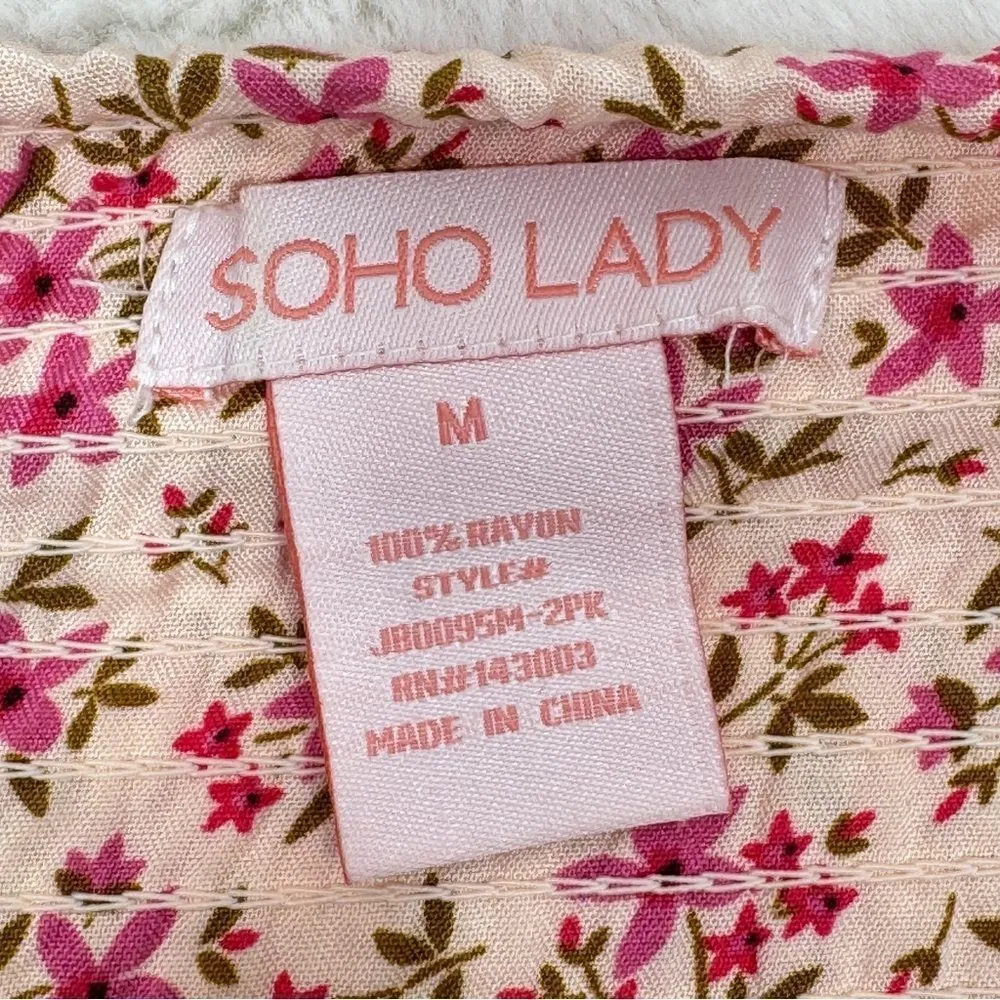 SOHO LADY
M
100% RAYON
STYLE#
JB0095M-2PK
RN#143003
MADE IN CHINA